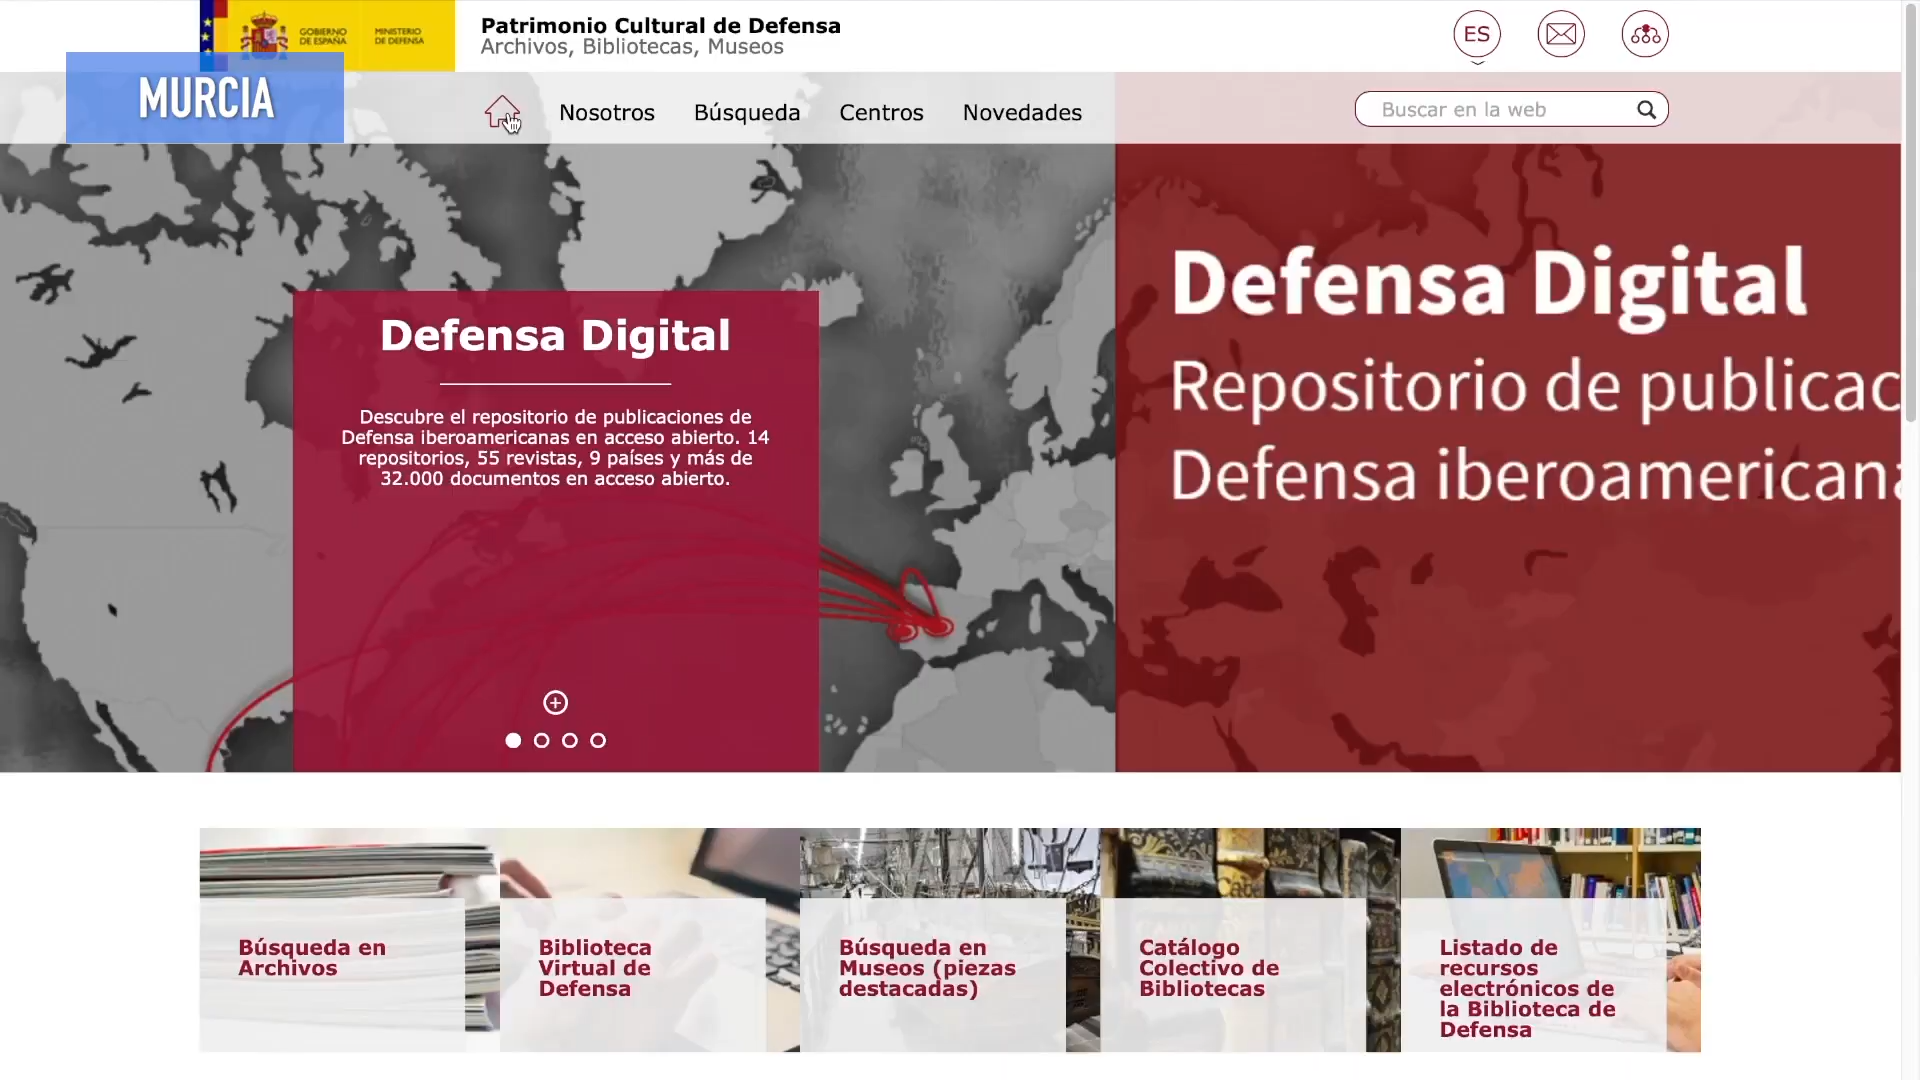 GOBIERNO
DE ESPAÑA
MINISTERIO
DE DEFENSA
Patrimonio Cultural de Defensa
Archivos, Bibliotecas, Museos
ES
MURCIA
Nosotros
Búsqueda
Centros
Novedades
Buscar en la web
Defensa Digital
Descubre el repositorio de publicaciones de
Defensa iberoamericanas en acceso abierto. 14
repositorios, 55 revistas, 9 países y más de
32.000 documentos en acceso abierto.
Defensa Digital
Repositorio de publicac
Defensa iberoamericana
Búsqueda en
Archivos
Biblioteca
Virtual de
Defensa
Búsqueda en
Museos (piezas
destacadas)
Catálogo
Colectivo de
Bibliotecas
Listado de
recursos
electrónicos de
la Biblioteca de
Defensa